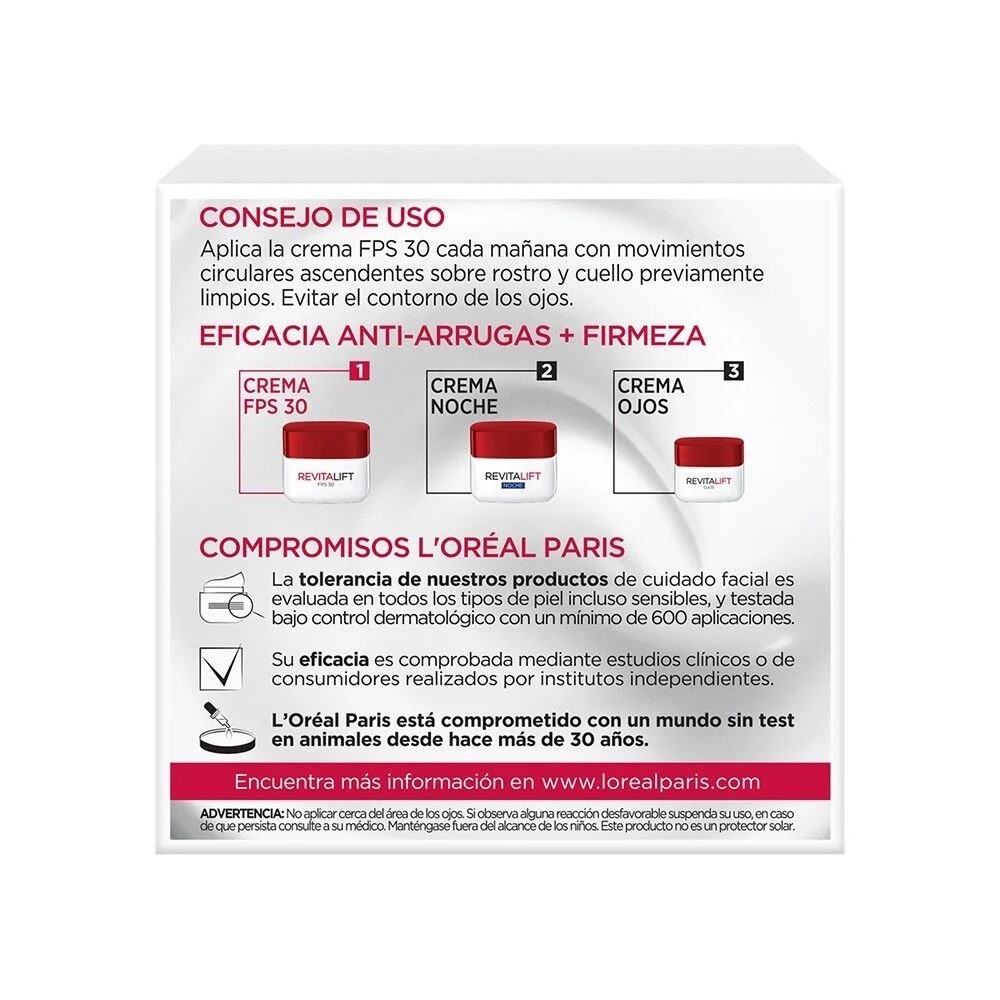 CONSEJO DE USO
Aplica la crema FPS 30 cada mañana con movimientos
circulares ascendentes sobre rostro y cuello previamente
limpios. Evitar el contorno de los ojos.
EFICACIA ANTI-ARRUGAS + FIRMEZA
1
CREMA
FPS 30
REVITALIFT
FPS 30
2
CREMA
NOCHE
REVITALIFT
NOCHE
3
CREMA
OJOS
REVITALIFT
OJOS
COMPROMISOS L'ORÉAL PARIS
La tolerancia de nuestros productos de cuidado facial es
evaluada en todos los tipos de piel incluso sensibles, y testada
bajo control dermatológico con un mínimo de 600 aplicaciones.
Su eficacia es comprobada mediante estudios clínicos o de
consumidores realizados por institutos independientes.
L'Oréal Paris está comprometido con un mundo sin test
en animales desde hace más de 30 años.
Encuentra más información en www.lorealparis.com
ADVERTENCIA: No aplicar cerca del área de los ojos. Si observa alguna reacción desfavorable suspenda su uso, en caso
de que persista consulte a su médico. Manténgase fuera del alcance de los niños. Este producto no es un protector solar.